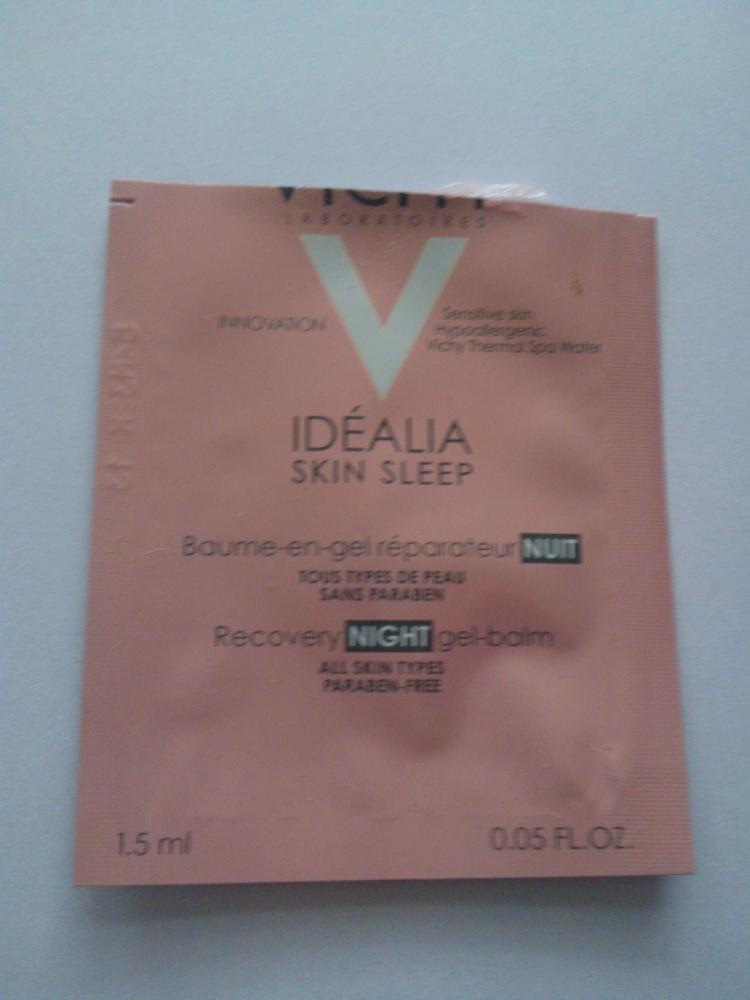 VICHY
LABORATOIRES
INNOVATION
Sensitive skin
Hypoallergenic
Vichy Thermal Spa Water
IDÉALIA
SKIN SLEEP
Baume-en-gel réparateur NUIT
TOUS TYPES DE PEAU
SANS PARABEN
Recovery NIGHT gel-balm
ALL SKIN TYPES
PARABEN-FREE
1.5 ml
0.05 FL.OZ.